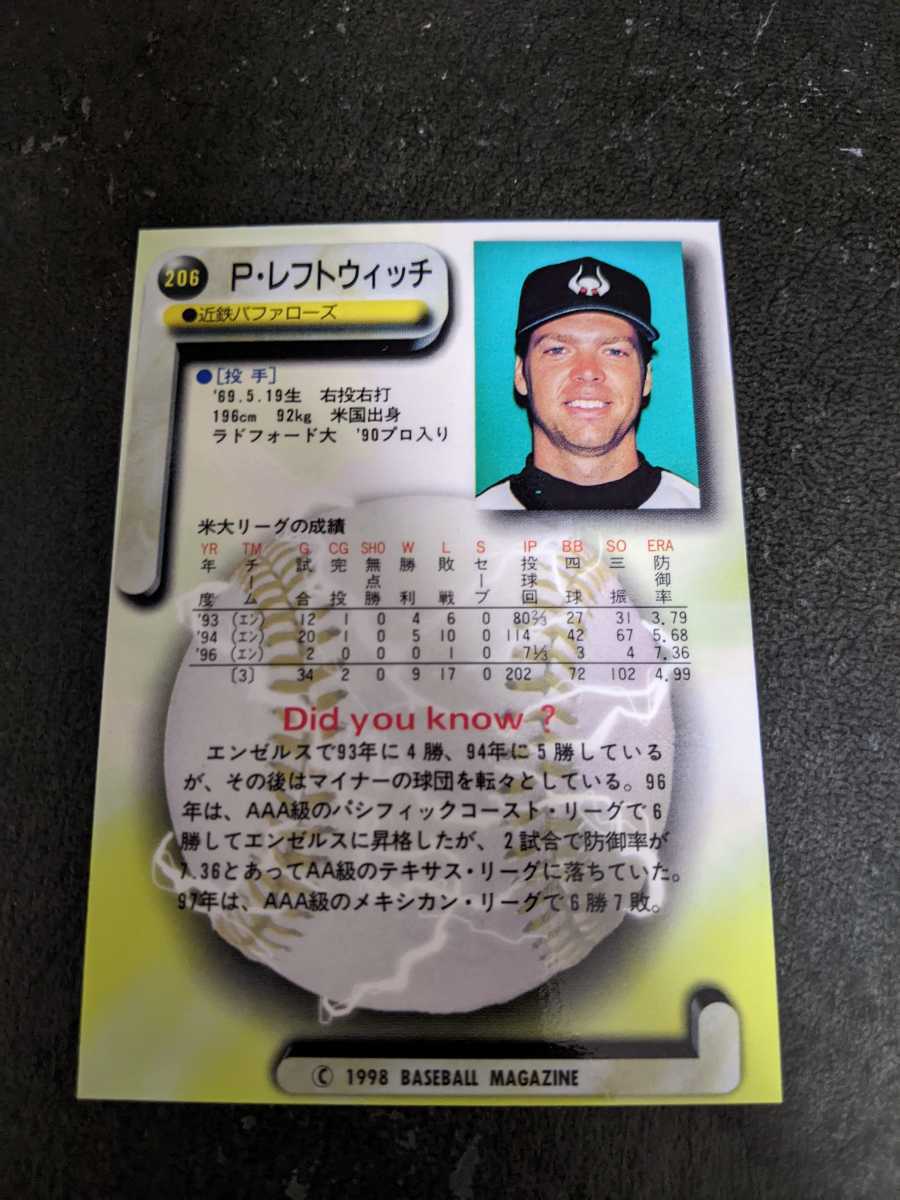 206 P・レフトウィッチ
●近鉄バファローズ
●[投手]
'69.5.19生 右投右打
196cm 92kg 米国出身
ラドフォード大 '90プロ入り
米大リーグの成績
YR TM G CG SHO W L S IP BB SO ERA
年度 チーム 試合 完投 無点勝 勝利 敗戦 セーブ 投球回 四球 三振 防御率
'93 (エン) 12 1 0 4 6 0 80 2/3 27 31 3.79
'94 (エン) 20 1 0 5 10 0 114 42 67 5.68
'96 (エン) 2 0 0 0 1 0 7 1/3 3 4 7.36
[3] 34 2 0 9 17 0 202 72 102 4.99
Did you know ?
エンゼルスで93年に4勝、94年に5勝している
が、その後はマイナーの球団を転々としている。96
年は、AAA級のパシフィックコースト・リーグで6
勝してエンゼルスに昇格したが、2試合で防御率が
7.36とあってAA級のテキサス・リーグに落ちていた。
97年は、AAA級のメキシカン・リーグで6勝7敗。
© 1998 BASEBALL MAGAZINE